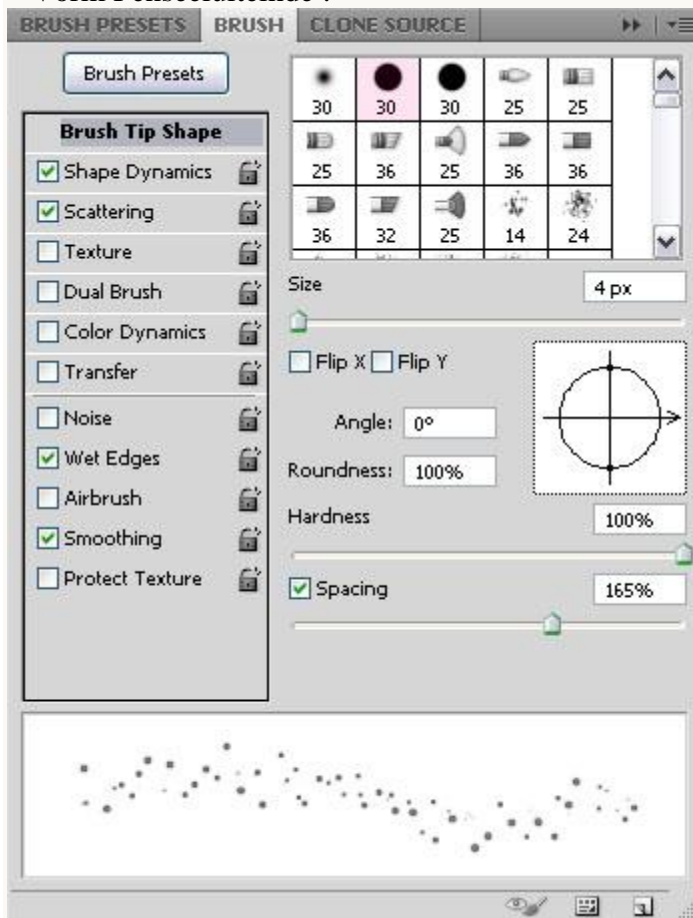 BRUSH PRESETS BRUSH CLONE SOURCE
Brush Presets
Brush Tip Shape
Shape Dynamics
Scattering
Texture
Dual Brush
Color Dynamics
Transfer
Noise
Wet Edges
Airbrush
Smoothing
Protect Texture
30 30 30 25 25
25 36 25 36 36
36 32 25 14 24
Size 4 px
Flip X Flip Y
Angle: 0°
Roundness: 100%
Hardness 100%
Spacing 165%